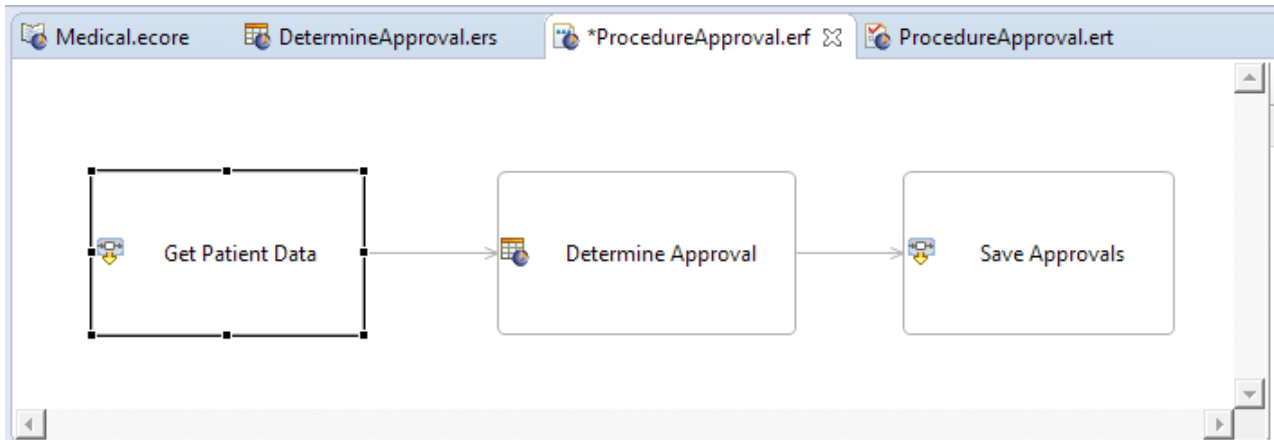 Medical.ecore DetermineApproval.ers *ProcedureApproval.erf ProcedureApproval.ert
Get Patient Data Determine Approval Save Approvals